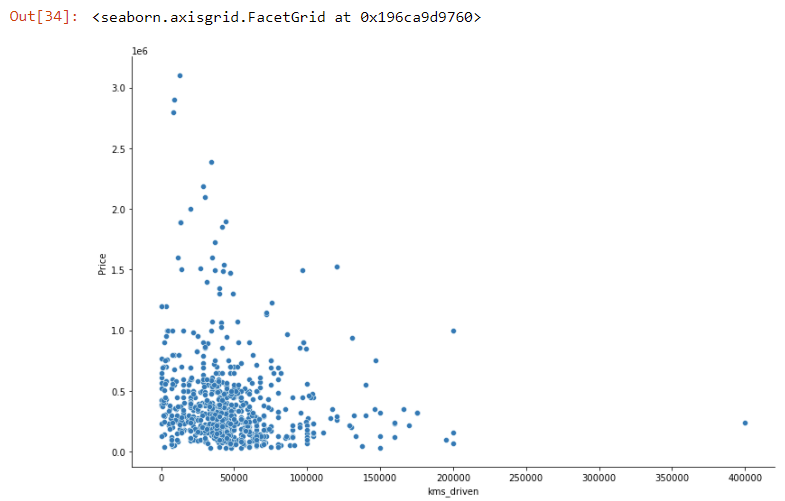 Out[34]: <seaborn.axisgrid.FacetGrid at 0x196ca9d9760>
1e6
3.0
2.5
2.0
1.5
1.0
0.5
0.0
Price
0 50000 100000 150000 200000 250000 300000 350000 400000
kms_driven